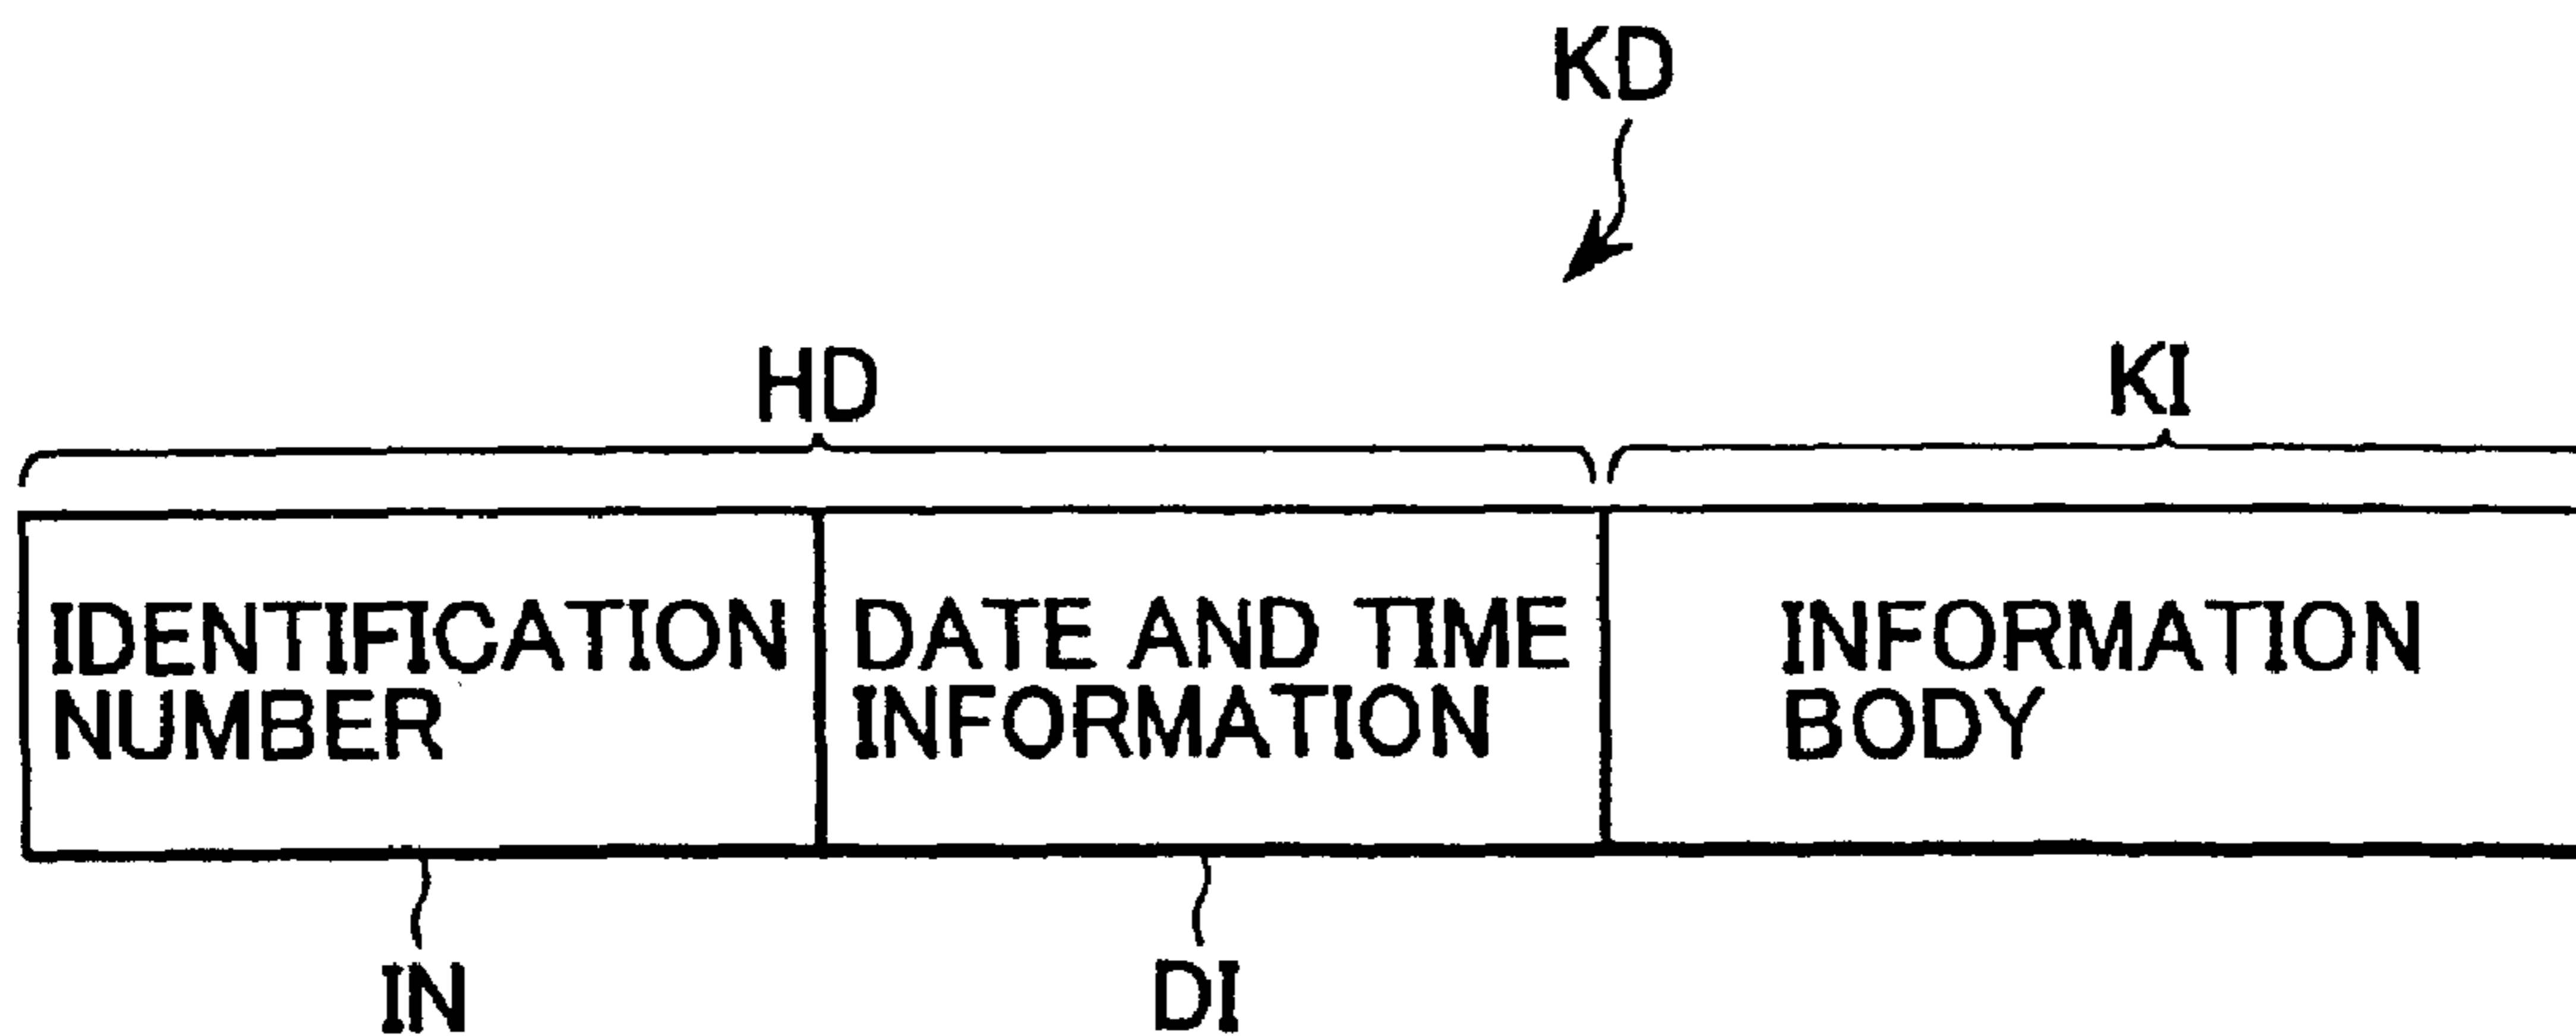 KD
HD
KI
IDENTIFICATION
NUMBER
DATE AND TIME
INFORMATION
INFORMATION
BODY
IN
DI